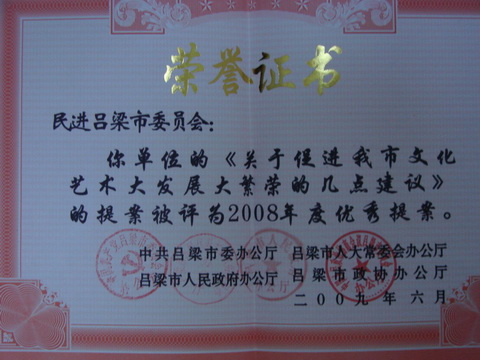 荣誉证书
民进吕梁市委员会：
你单位的《关于促进我市文化
艺术大发展大繁荣的几点建议》
的提案被评为2008年度优秀提案。
中共吕梁市委办公厅 吕梁市人大常委会办公厅
吕梁市人民政府办公厅 吕梁市政协办公厅
二00九年六月